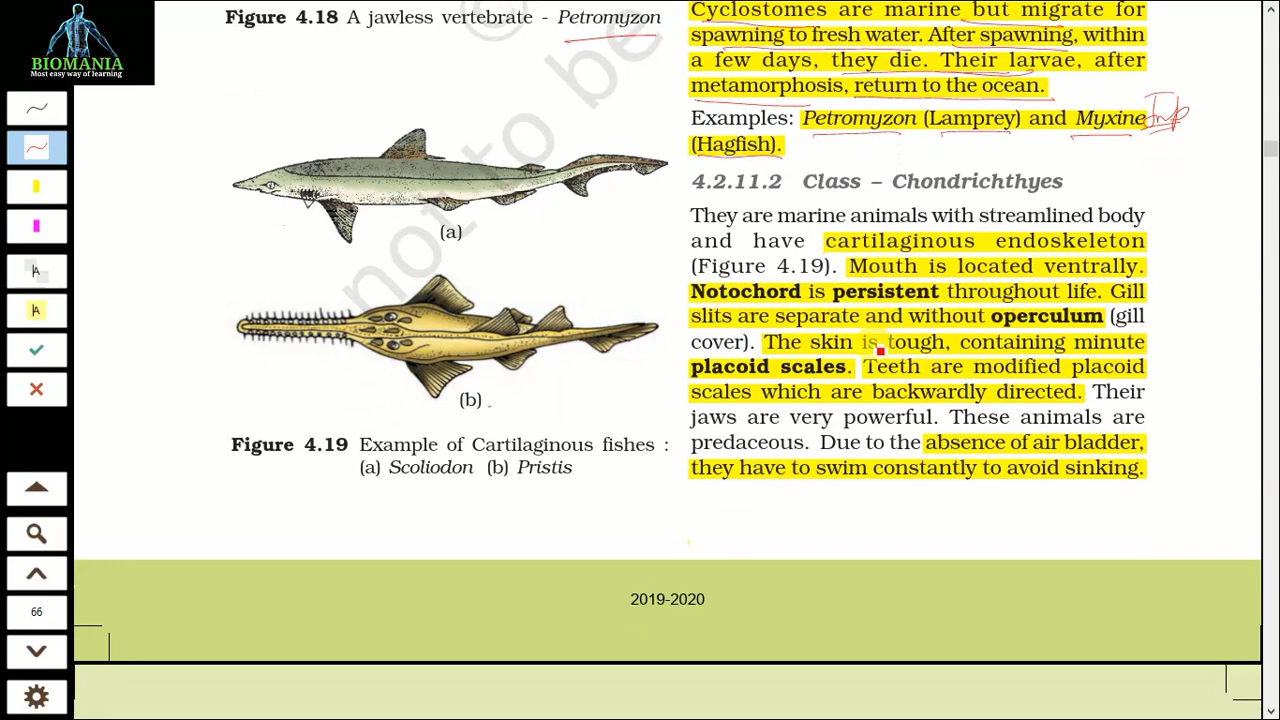 BIOMANIA
Most easy way of learning
66
Figure 4.18 A jawless vertebrate - Petromyzon
(a)
(b)
Figure 4.19 Example of Cartilaginous fishes :
(a) Scoliodon (b) Pristis
not to be
©
Cyclostomes are marine but migrate for
spawning to fresh water. After spawning, within
a few days, they die. Their larvae, after
metamorphosis, return to the ocean.
Examples: Petromyzon (Lamprey) and Myxine Imp
(Hagfish).
4.2.11.2 Class – Chondrichthyes
They are marine animals with streamlined body
and have cartilaginous endoskeleton
(Figure 4.19). Mouth is located ventrally.
Notochord is persistent throughout life. Gill
slits are separate and without operculum (gill
cover). The skin is tough, containing minute
placoid scales. Teeth are modified placoid
scales which are backwardly directed. Their
jaws are very powerful. These animals are
predaceous. Due to the absence of air bladder,
they have to swim constantly to avoid sinking.
2019-2020